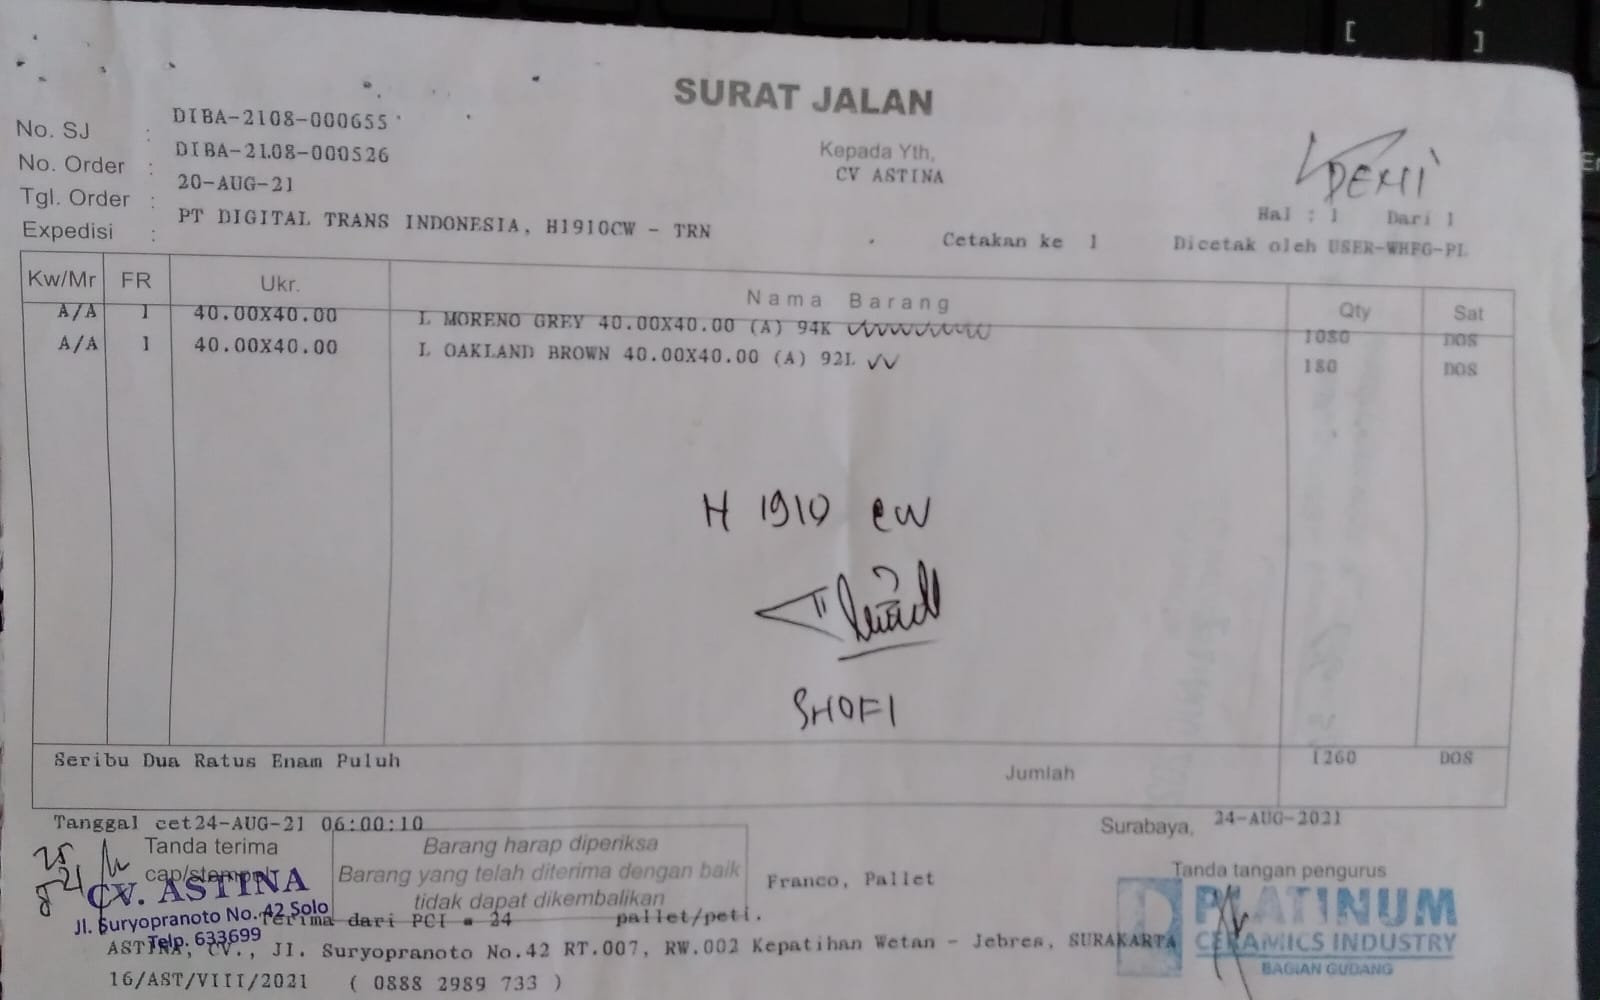 [
]
SURAT JALAN
No. SJ : DIBA-2108-000655
No. Order : DIBA-2108-000526
Tgl. Order : 20-AUG-21
Expedisi : PT DIGITAL TRANS INDONESIA, H1910CW - TRN
Kepada Yth,
CV ASTINA
DEMI
Hal : 1 Dari 1
Cetakan ke 1 Dicetak oleh USER-WHFG-PL
Kw/Mr FR Ukr. Nama Barang Qty Sat
A/A 1 40.00X40.00 L MORENO GREY 40.00X40.00 (A) 94K 1080 DOS
A/A 1 40.00X40.00 L OAKLAND BROWN 40.00X40.00 (A) 92L 180 DOS
H 1910 CW
SHOFI
Seribu Dua Ratus Enam Puluh Jumlah 1260 DOS
Tanggal cet24-AUG-21 06:00:10
Surabaya, 24-AUG-2021
Tanda terima
cap/stempel
25
8 21
CV. ASTINA
Jl. Suryopranoto No. 42 Solo
Telp. 633699
Barang harap diperiksa
Barang yang telah diterima dengan baik
tidak dapat dikembalikan
Franco, Pallet
Tanda tangan pengurus
PLATINUM
CERAMICS INDUSTRY
BAGIAN GUDANG
Terima dari PCI = 24 pallet/peti.
ASTINA, CV., Jl. Suryopranoto No.42 RT.007, RW.002 Kepatihan Wetan - Jebres, SURAKARTA
16/AST/VIII/2021 ( 0888 2989 733 )